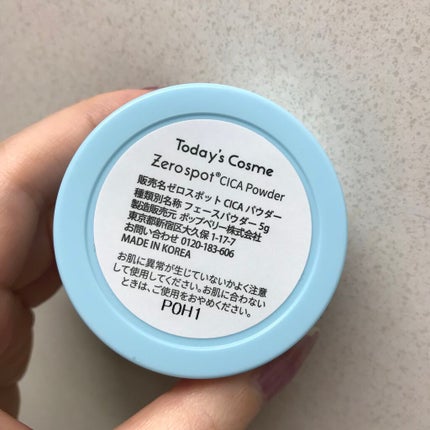 Today's Cosme
Zerospot®CICA Powder
販売名ゼロスポット CICA パウダー
種類別名称 フェースパウダー 5g
製造販売元 ポップベリー株式会社
東京都新宿区大久保 1-17-7
お問い合わせ 0120-183-606
MADE IN KOREA
お肌に異常が生じていないかよく注意
して使用してください。お肌に合わない
ときは、ご使用をおやめください。
P0H1